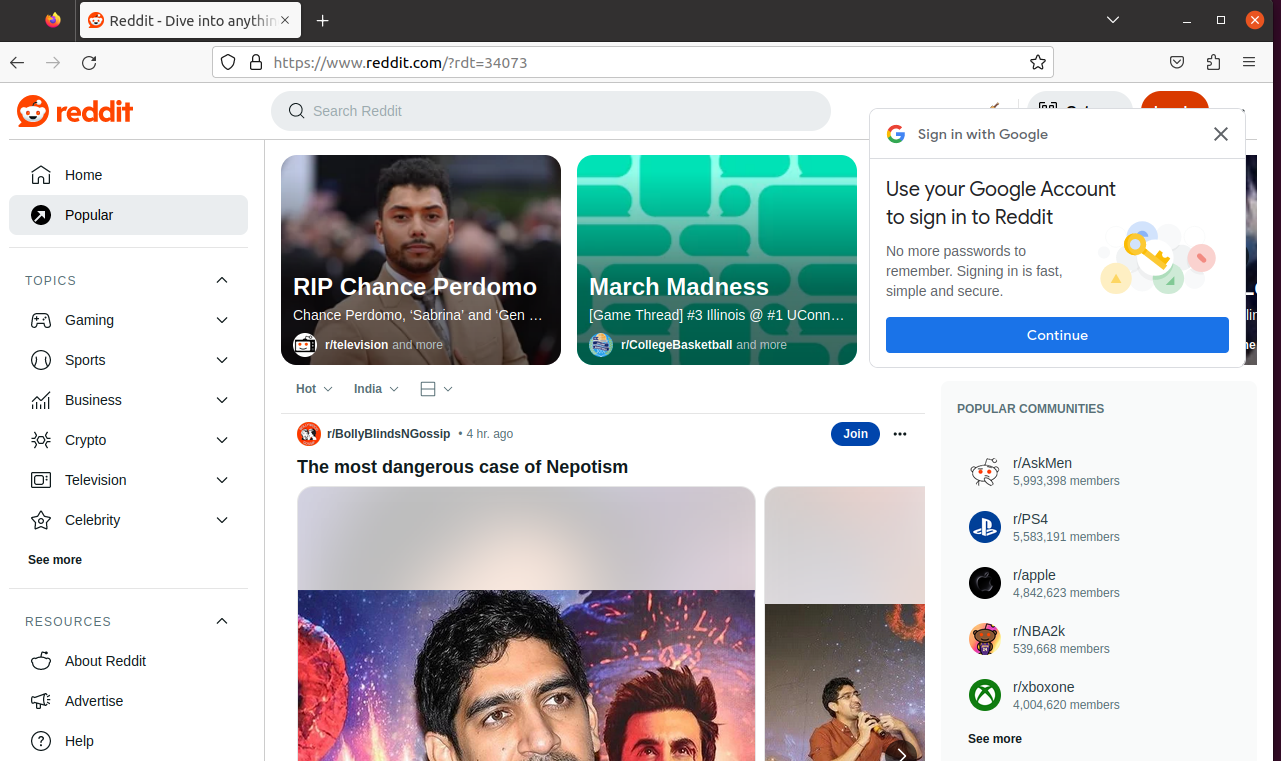 Reddit - Dive into anythin
https://www.reddit.com/?rdt=34073
reddit
Search Reddit
Sign in with Google
Use your Google Account
to sign in to Reddit
No more passwords to
remember. Signing in is fast,
simple and secure.
Continue
Home
Popular
TOPICS
Gaming
Sports
Business
Crypto
Television
Celebrity
See more
RESOURCES
About Reddit
Advertise
Help
RIP Chance Perdomo
Chance Perdomo, ‘Sabrina’ and ‘Gen …
r/television and more
March Madness
[Game Thread] #3 Illinois @ #1 UConn…
r/CollegeBasketball and more
Hot
India
r/BollyBlindsNGossip • 4 hr. ago
Join
The most dangerous case of Nepotism
POPULAR COMMUNITIES
r/AskMen
5,993,398 members
r/PS4
5,583,191 members
r/apple
4,842,623 members
r/NBA2k
539,668 members
r/xboxone
4,004,620 members
See more